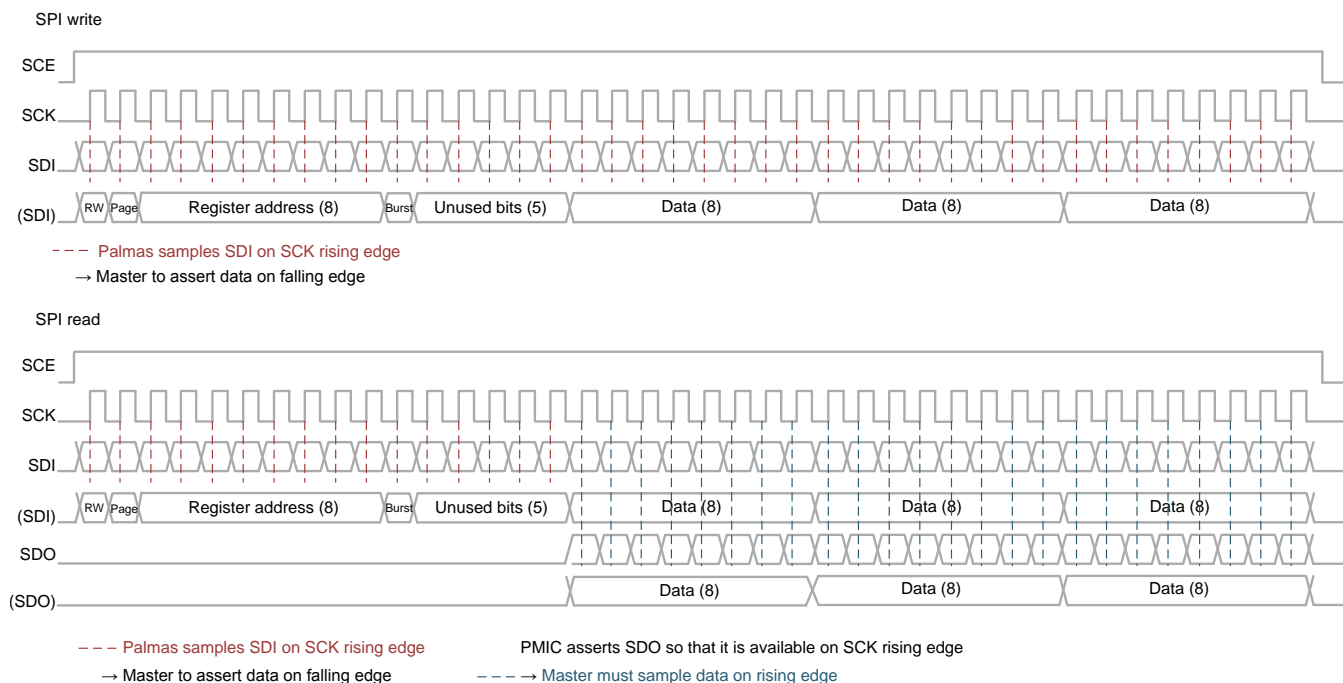 SPI write
SCE
SCK
SDI
(SDI) RW Page Register address (8) Burst Unused bits (5) Data (8) Data (8) Data (8)
Palmas samples SDI on SCK rising edge
→ Master to assert data on falling edge
SPI read
SCE
SCK
SDI
(SDI) RW Page Register address (8) Burst Unused bits (5) Data (8) Data (8) Data (8)
SDO
(SDO) Data (8) Data (8) Data (8)
Palmas samples SDI on SCK rising edge PMIC asserts SDO so that it is available on SCK rising edge
→ Master to assert data on falling edge → Master must sample data on rising edge